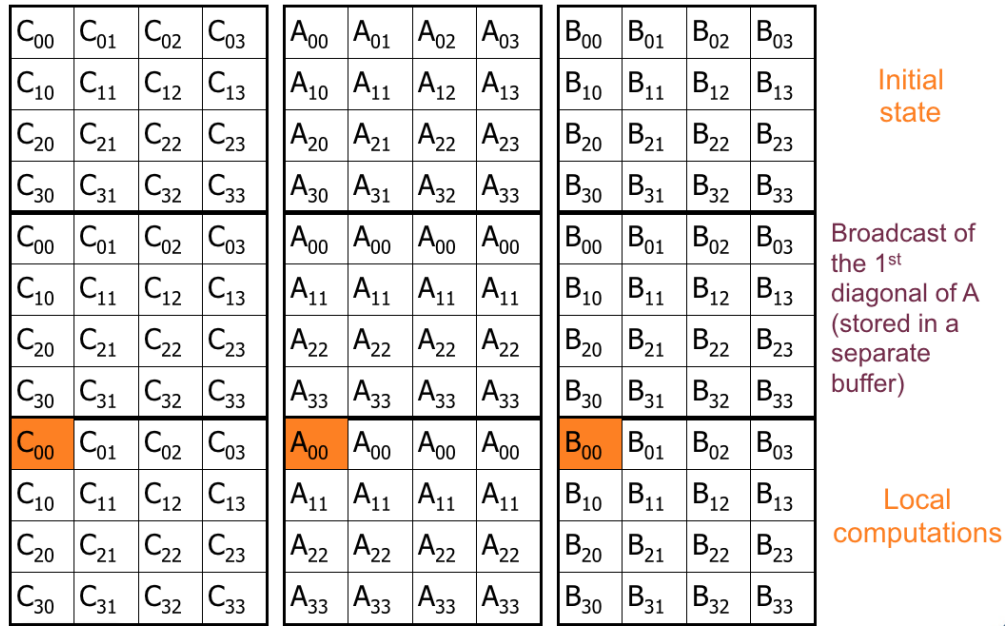 C₀₀ C₀₁ C₀₂ C₀₃ A₀₀ A₀₁ A₀₂ A₀₃ B₀₀ B₀₁ B₀₂ B₀₃
C₁₀ C₁₁ C₁₂ C₁₃ A₁₀ A₁₁ A₁₂ A₁₃ B₁₀ B₁₁ B₁₂ B₁₃
C₂₀ C₂₁ C₂₂ C₂₃ A₂₀ A₂₁ A₂₂ A₂₃ B₂₀ B₂₁ B₂₂ B₂₃
C₃₀ C₃₁ C₃₂ C₃₃ A₃₀ A₃₁ A₃₂ A₃₃ B₃₀ B₃₁ B₃₂ B₃₃
Initial
state
C₀₀ C₀₁ C₀₂ C₀₃ A₀₀ A₀₀ A₀₀ A₀₀ B₀₀ B₀₁ B₀₂ B₀₃
C₁₀ C₁₁ C₁₂ C₁₃ A₁₁ A₁₁ A₁₁ A₁₁ B₁₀ B₁₁ B₁₂ B₁₃
C₂₀ C₂₁ C₂₂ C₂₃ A₂₂ A₂₂ A₂₂ A₂₂ B₂₀ B₂₁ B₂₂ B₂₃
C₃₀ C₃₁ C₃₂ C₃₃ A₃₃ A₃₃ A₃₃ A₃₃ B₃₀ B₃₁ B₃₂ B₃₃
Broadcast of
the 1ˢᵗ
diagonal of A
(stored in a
separate
buffer)
C₀₀ C₀₁ C₀₂ C₀₃ A₀₀ A₀₀ A₀₀ A₀₀ B₀₀ B₀₁ B₀₂ B₀₃
C₁₀ C₁₁ C₁₂ C₁₃ A₁₁ A₁₁ A₁₁ A₁₁ B₁₀ B₁₁ B₁₂ B₁₃
C₂₀ C₂₁ C₂₂ C₂₃ A₂₂ A₂₂ A₂₂ A₂₂ B₂₀ B₂₁ B₂₂ B₂₃
C₃₀ C₃₁ C₃₂ C₃₃ A₃₃ A₃₃ A₃₃ A₃₃ B₃₀ B₃₁ B₃₂ B₃₃
Local
computations